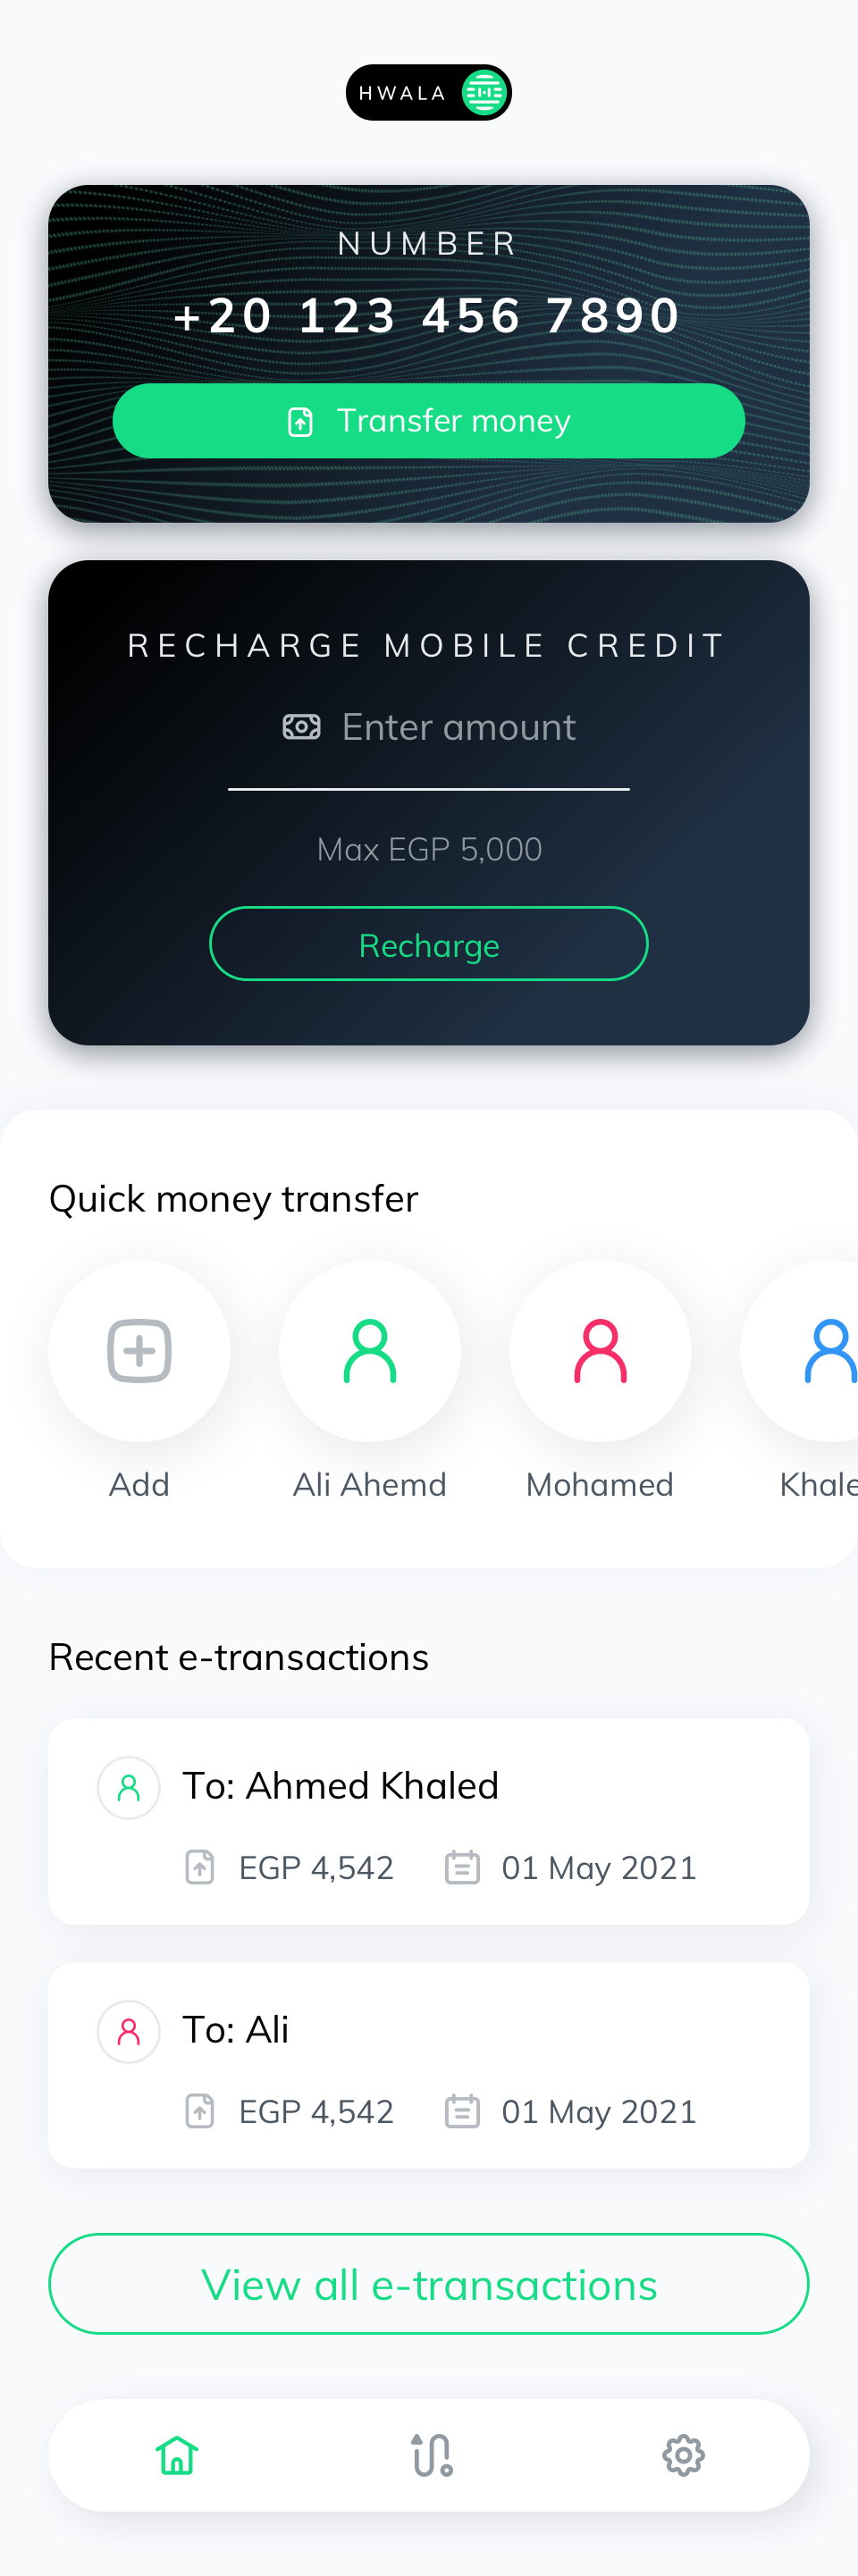 HWALA
NUMBER
+20 123 456 7890
Transfer money
RECHARGE MOBILE CREDIT
Enter amount
Max EGP 5,000
Recharge
Quick money transfer
Add
Ali Ahemd
Mohamed
Khale
Recent e-transactions
To: Ahmed Khaled
EGP 4,542
01 May 2021
To: Ali
EGP 4,542
01 May 2021
View all e-transactions